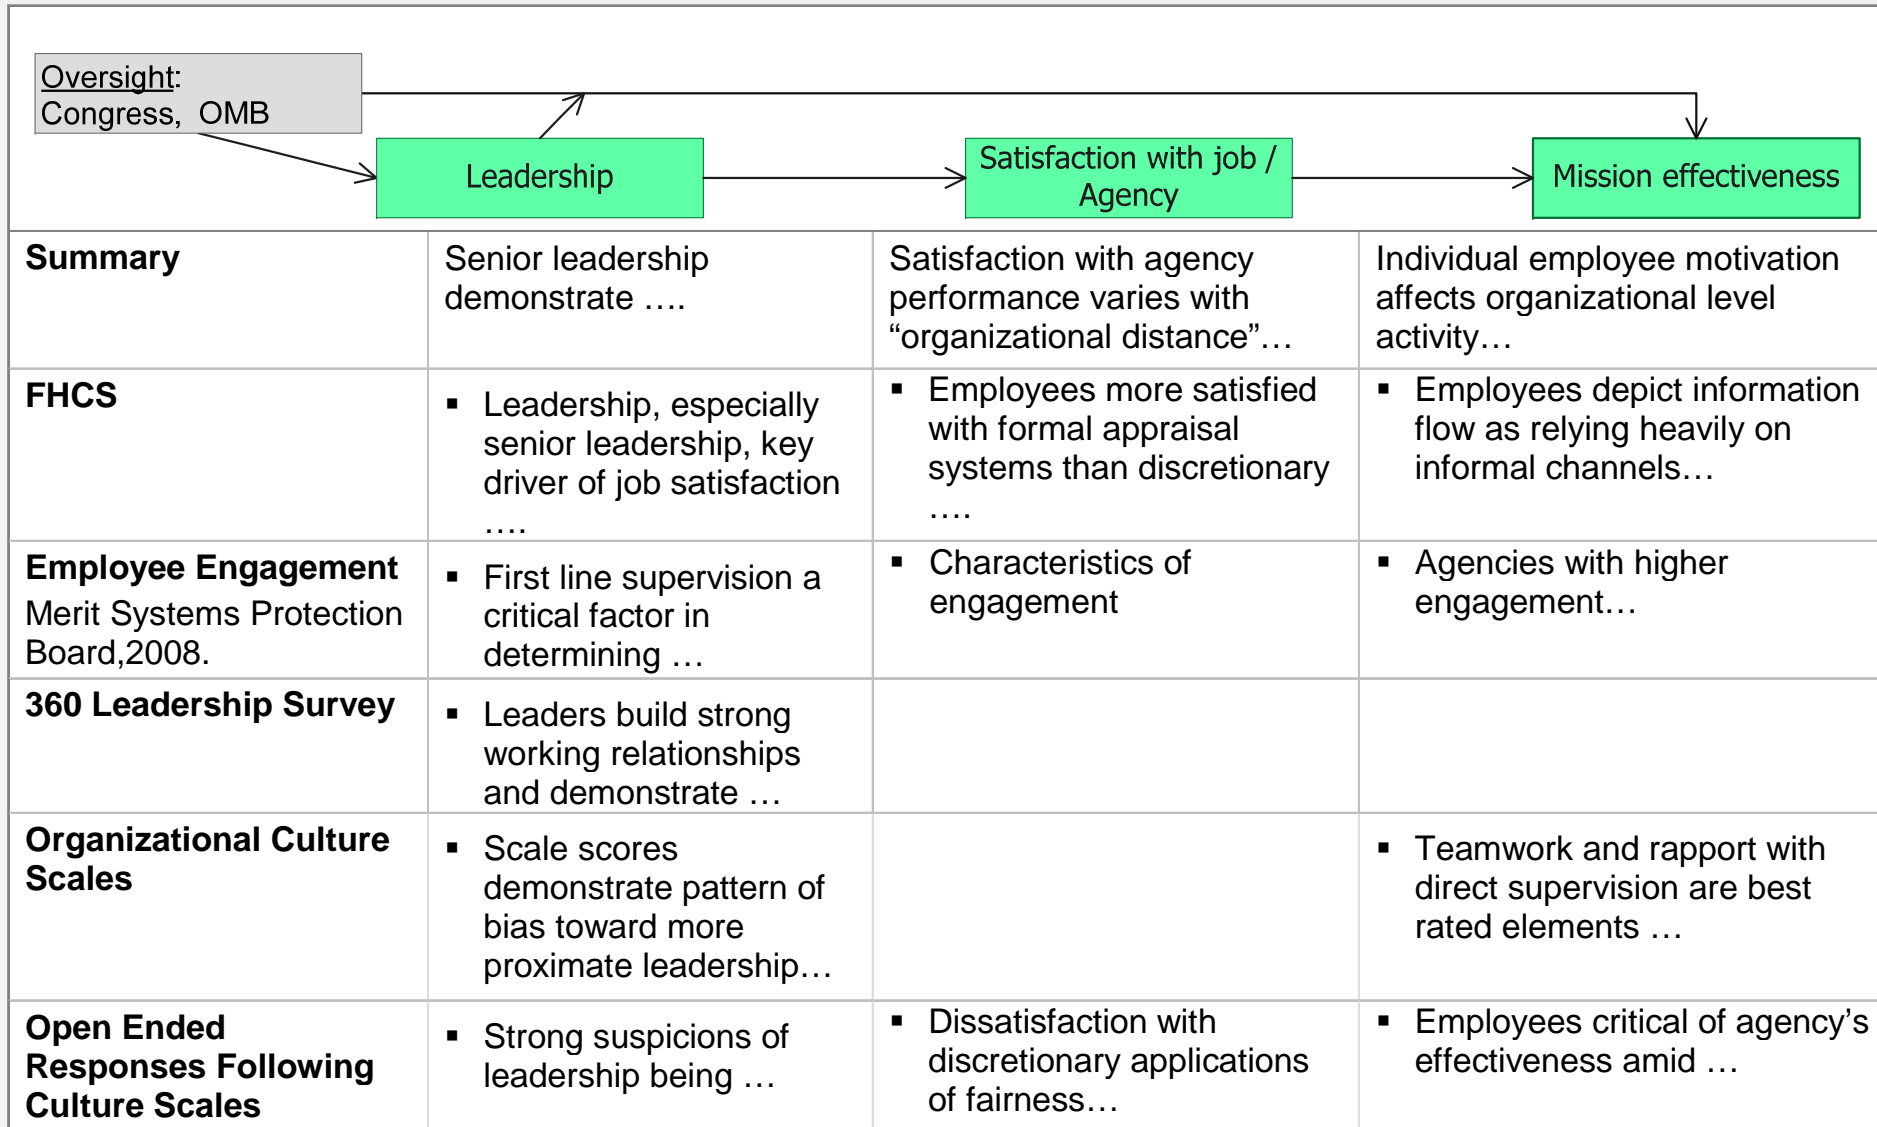 Oversight:
Congress, OMB
Leadership
Satisfaction with job /
Agency
Mission effectiveness
Summary
Senior leadership
demonstrate ….
Satisfaction with agency
performance varies with
“organizational distance”…
Individual employee motivation
affects organizational level
activity…
FHCS
▪ Leadership, especially
senior leadership, key
driver of job satisfaction
….
▪ Employees more satisfied
with formal appraisal
systems than discretionary
….
▪ Employees depict information
flow as relying heavily on
informal channels…
Employee Engagement
Merit Systems Protection
Board,2008.
▪ First line supervision a
critical factor in
determining …
▪ Characteristics of
engagement
▪ Agencies with higher
engagement…
360 Leadership Survey
▪ Leaders build strong
working relationships
and demonstrate …
Organizational Culture
Scales
▪ Scale scores
demonstrate pattern of
bias toward more
proximate leadership…
▪ Teamwork and rapport with
direct supervision are best
rated elements …
Open Ended
Responses Following
Culture Scales
▪ Strong suspicions of
leadership being …
▪ Dissatisfaction with
discretionary applications
of fairness…
▪ Employees critical of agency’s
effectiveness amid …